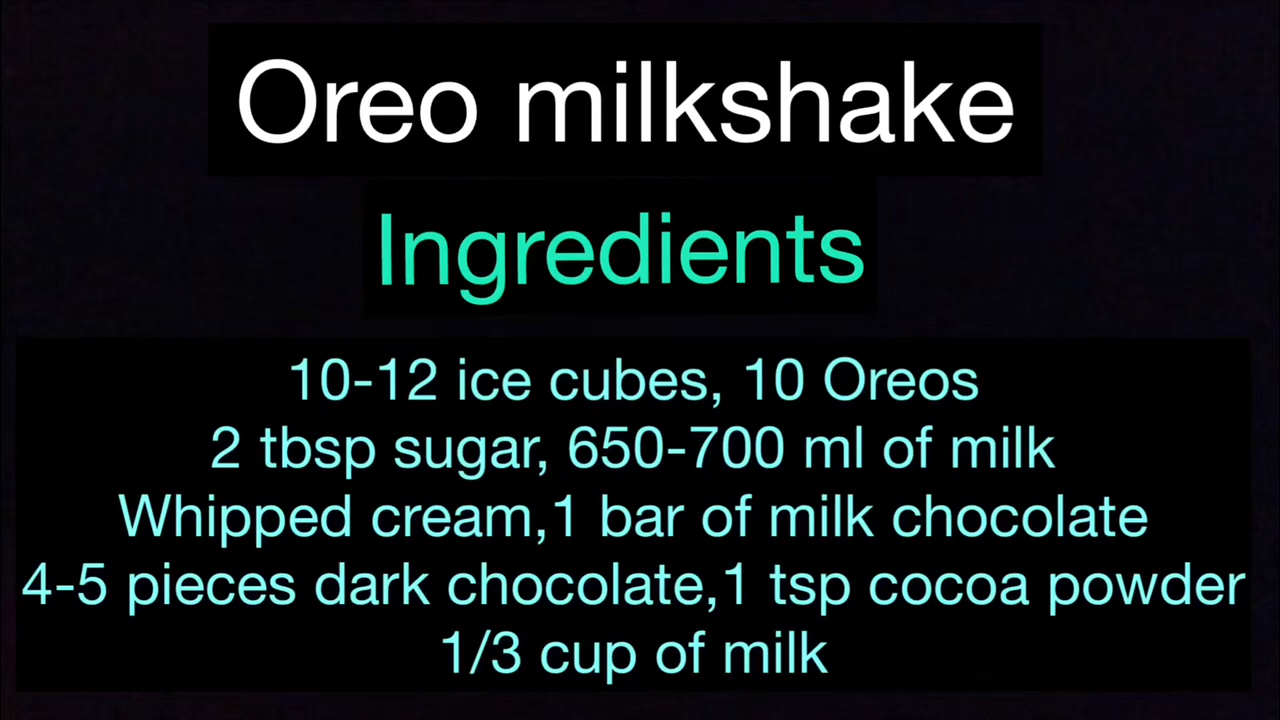 Oreo milkshake
Ingredients
10-12 ice cubes, 10 Oreos
2 tbsp sugar, 650-700 ml of milk
Whipped cream,1 bar of milk chocolate
4-5 pieces dark chocolate,1 tsp cocoa powder
1/3 cup of milk